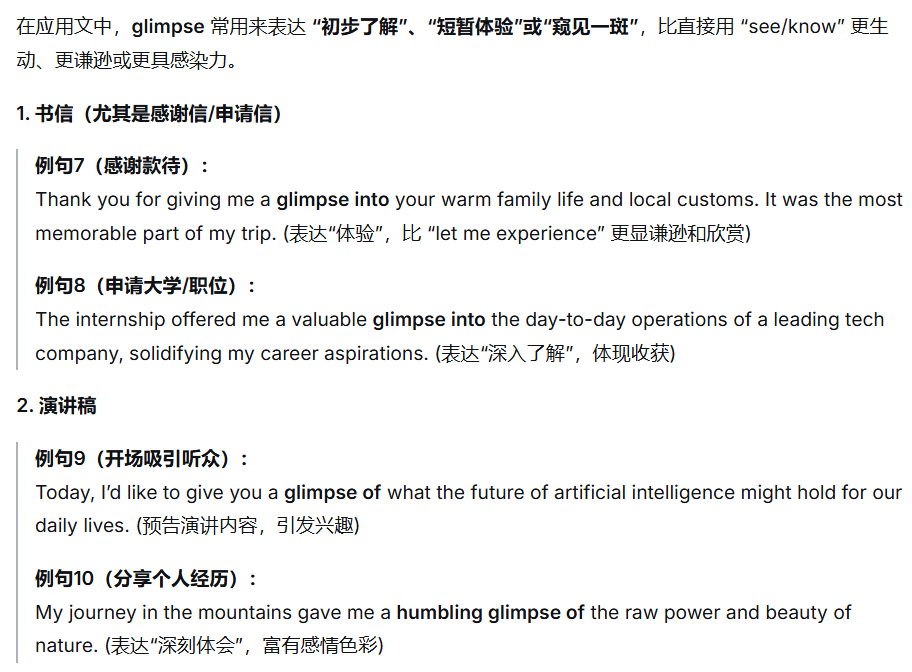 在应用文中，glimpse 常用来表达 “初步了解”、“短暂体验”或“窥见一斑”，比直接用 “see/know” 更生
动、更谦逊或更具感染力。
1. 书信（尤其是感谢信/申请信）
例句7（感谢款待）：
Thank you for giving me a glimpse into your warm family life and local customs. It was the most
memorable part of my trip. (表达“体验”，比 “let me experience” 更显谦逊和欣赏)
例句8（申请大学/职位）：
The internship offered me a valuable glimpse into the day-to-day operations of a leading tech
company, solidifying my career aspirations. (表达“深入了解”，体现收获)
2. 演讲稿
例句9（开场吸引听众）：
Today, I’d like to give you a glimpse of what the future of artificial intelligence might hold for our
daily lives. (预告演讲内容，引发兴趣)
例句10（分享个人经历）：
My journey in the mountains gave me a humbling glimpse of the raw power and beauty of
nature. (表达“深刻体会”，富有感情色彩)